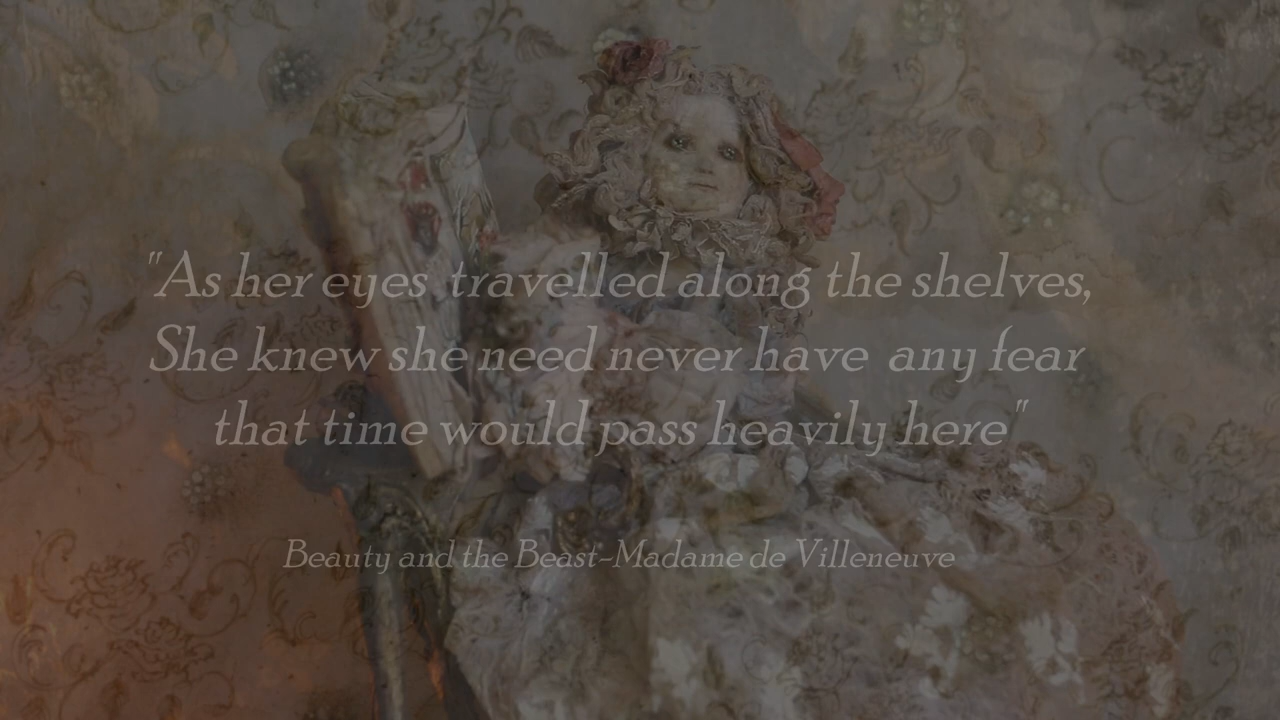 "As her eyes travelled along the shelves,
She knew she need never have any fear
that time would pass heavily here"
Beauty and the Beast-Madame de Villeneuve